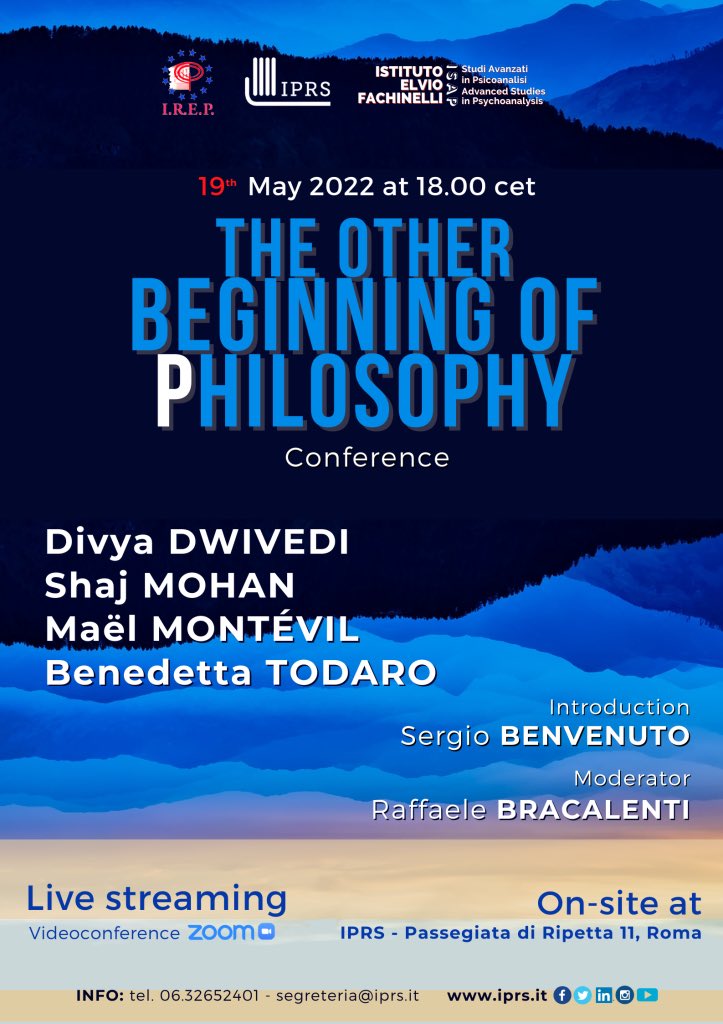 I.R.E.P.
IPRS
ISTITUTO
ELVIO
FACHINELLI
ISAP
Studi Avanzati
in Psicoanalisi
Advanced Studies
in Psychoanalysis
19th May 2022 at 18.00 cet
THE OTHER
BEGINNING OF
PHILOSOPHY
Conference
Divya DWIVEDI
Shaj MOHAN
Maël MONTÉVIL
Benedetta TODARO
Introduction
Sergio BENVENUTO
Moderator
Raffaele BRACALENTI
Live streaming
Videoconference zoom
On-site at
IPRS - Passegiata di Ripetta 11, Roma
INFO: tel. 06.32652401 - segreteria@iprs.it www.iprs.it